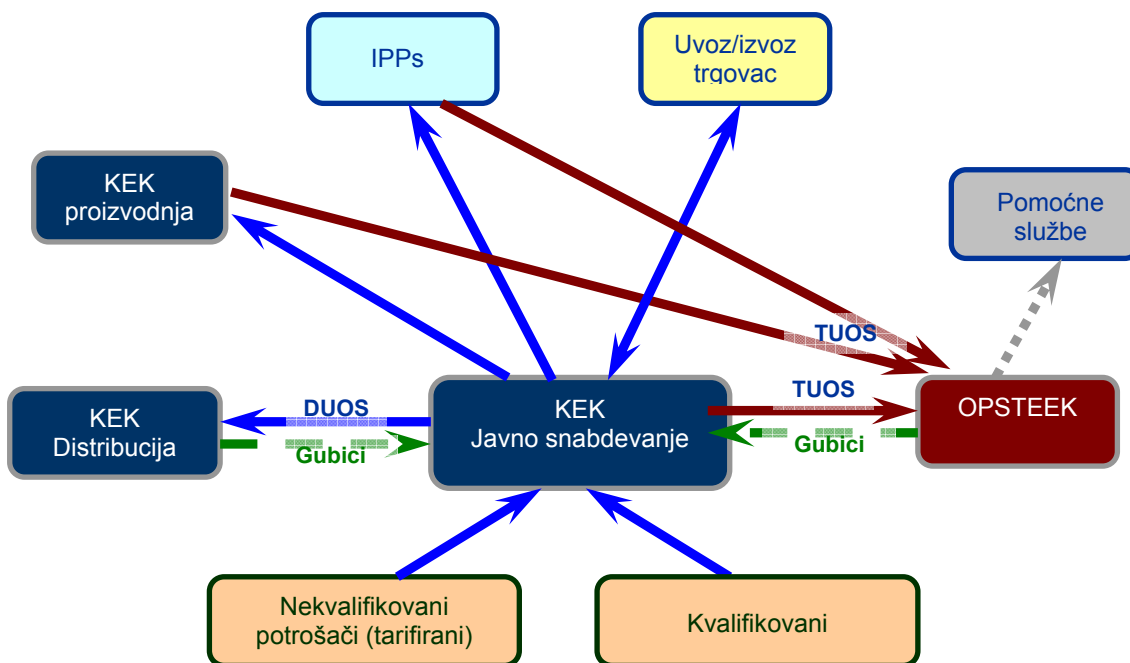 IPPs
Uvoz/izvoz
trgovac
KEK
proizvodnja
Pomoćne
službe
TUOS
KEK
Distribucija
DUOS
Gubici
KEK
Javno snabdevanje
TUOS
Gubici
OPSTEEK
Nekvalifikovani
potrošači (tarifirani)
Kvalifikovani